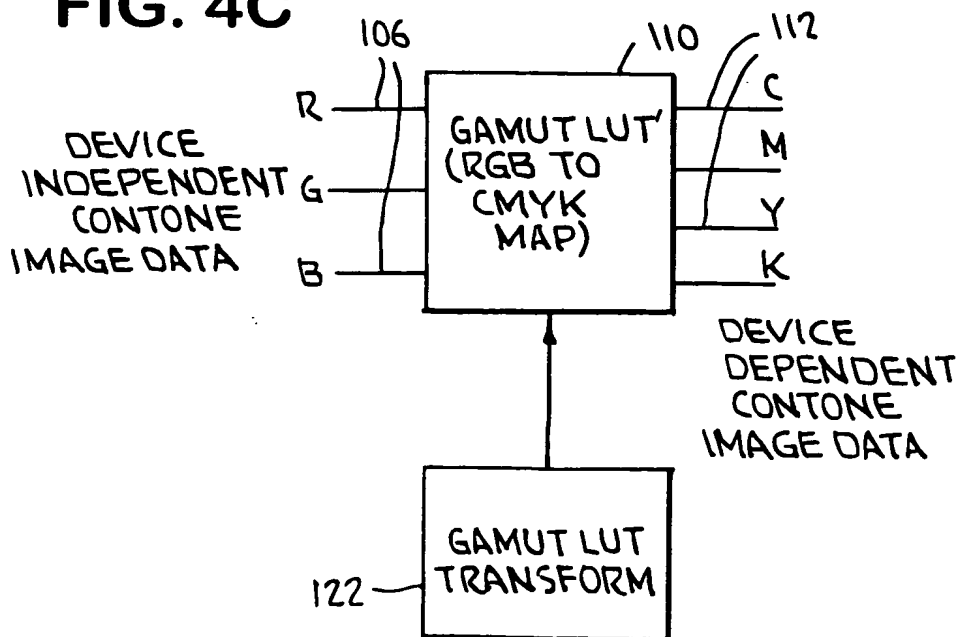 FIG. 4C
106
110
112
R
G
B
DEVICE
INDEPENDENT
CONTONE
IMAGE DATA
GAMUT LUT'
(RGB TO
CMYK
MAP)
C
M
Y
K
DEVICE
DEPENDENT
CONTONE
IMAGE DATA
GAMUT LUT
TRANSFORM
122